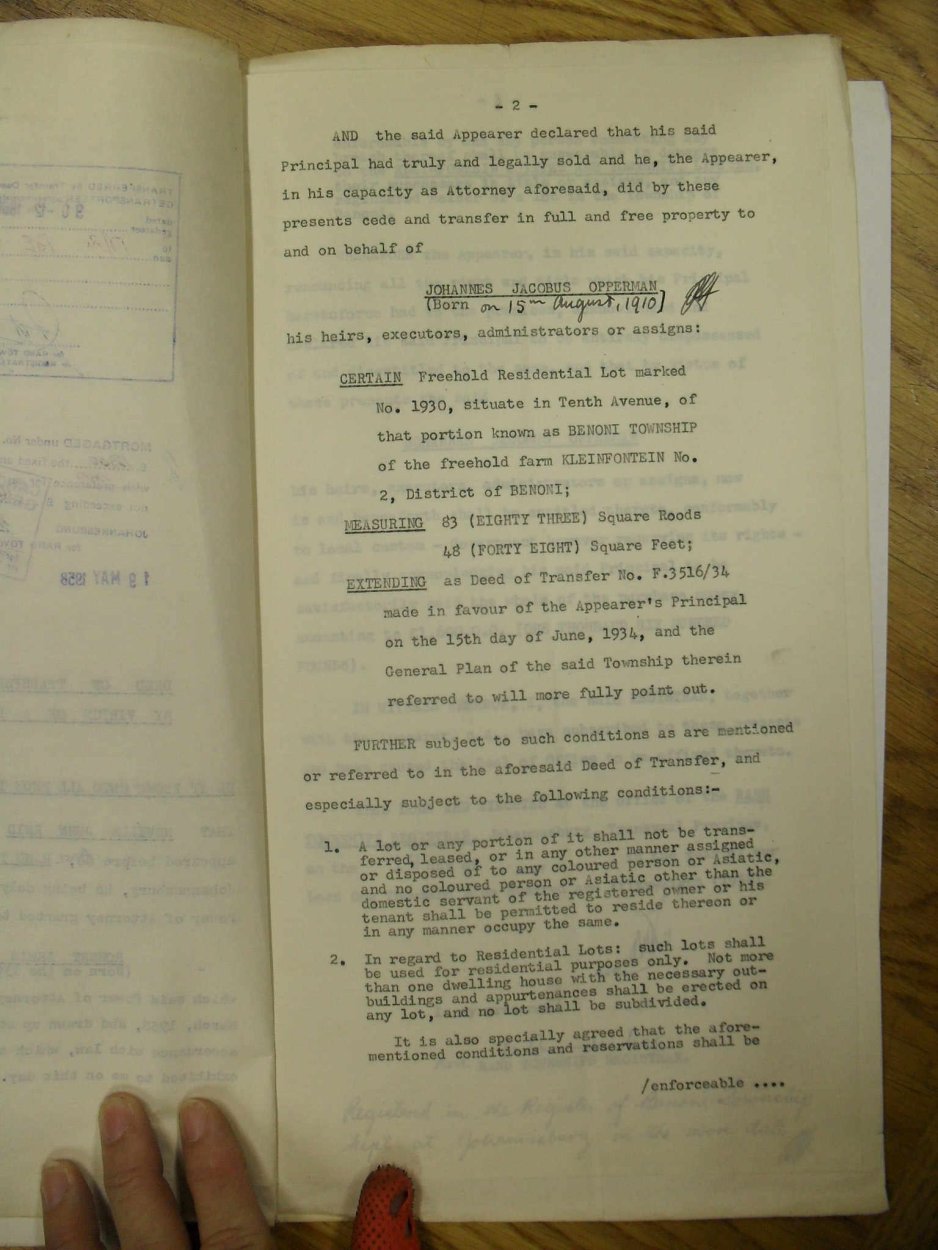 - 2 -
AND the said Appearer declared that his said
Principal had truly and legally sold and he, the Appearer,
in his capacity as Attorney aforesaid, did by these
presents cede and transfer in full and free property to
and on behalf of
JOHANNES JACOBUS OPPERMAN
(Born on 15th August, 1910)
his heirs, executors, administrators or assigns:
CERTAIN Freehold Residential Lot marked
No. 1930, situate in Tenth Avenue, of
that portion known as BENONI TOWNSHIP
of the freehold farm KLEINFONTEIN No.
2, District of BENONI;
MEASURING 83 (EIGHTY THREE) Square Roods
48 (FORTY EIGHT) Square Feet;
EXTENDING as Deed of Transfer No. F.3516/34
made in favour of the Appearer's Principal
on the 15th day of June, 1934, and the
General Plan of the said Township therein
referred to will more fully point out.
FURTHER subject to such conditions as are mentioned
or referred to in the aforesaid Deed of Transfer, and
especially subject to the following conditions:-
1. A lot or any portion of it shall not be trans-
ferred, leased, or in any other manner assigned
or disposed of to any coloured person or Asiatic,
and no coloured person or Asiatic other than the
domestic servant of the registered owner or his
tenant shall be permitted to reside thereon or
in any manner occupy the same.
2. In regard to Residential Lots: such lots shall
be used for residential purposes only. Not more
than one dwelling house with the necessary out-
buildings and appurtenances shall be erected on
any lot, and no lot shall be subdivided.
It is also specially agreed that the afore-
mentioned conditions and reservations shall be
/enforceable ....